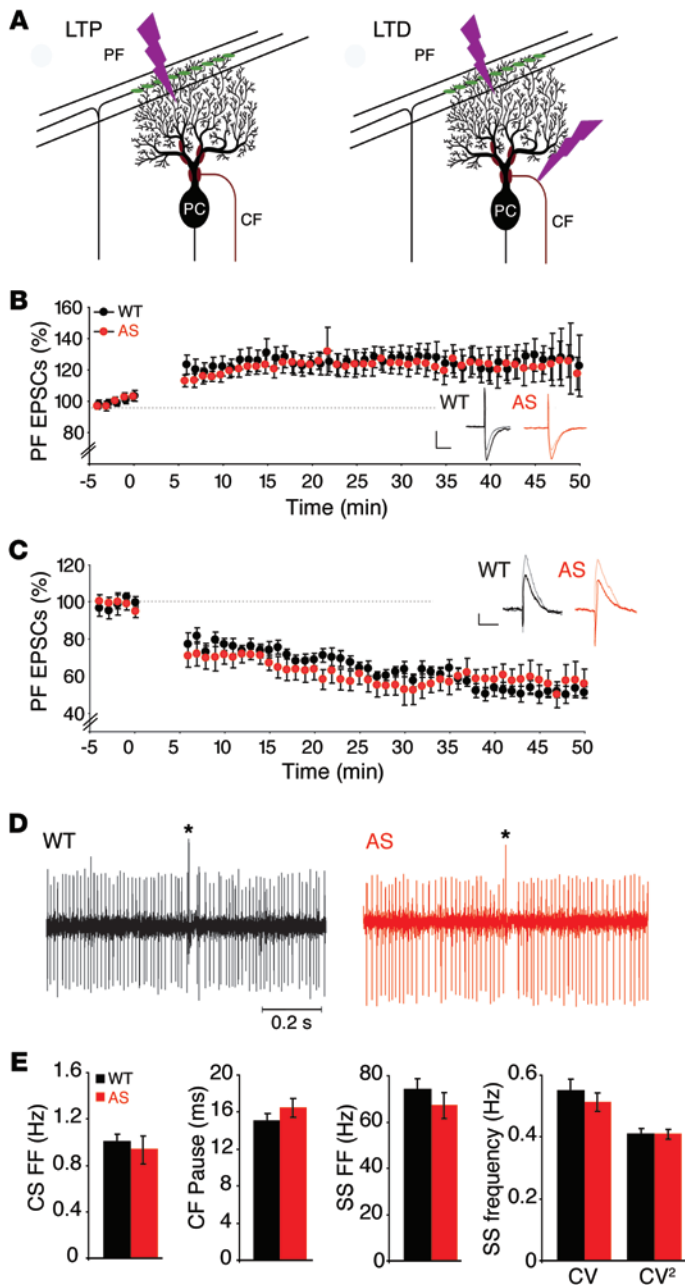 A
LTP
LTD
PF
PF
PC
CF
PC
CF
B
160
140
120
100
80
PF EPSCs (%)
WT
AS
WT
AS
-5 0 5 10 15 20 25 30 35 40 45 50
Time (min)
C
120
100
80
60
40
PF EPSCs (%)
WT
AS
-5 0 5 10 15 20 25 30 35 40 45 50
Time (min)
D
WT
*
AS
*
0.2 s
E
1.6
1.2
0.8
0.4
0
CS FF (Hz)
WT
AS
20
16
12
8
4
0
CF Pause (ms)
80
60
40
20
0
SS FF (Hz)
0.6
0.4
0.2
0
SS frequency (Hz)
CV CV²